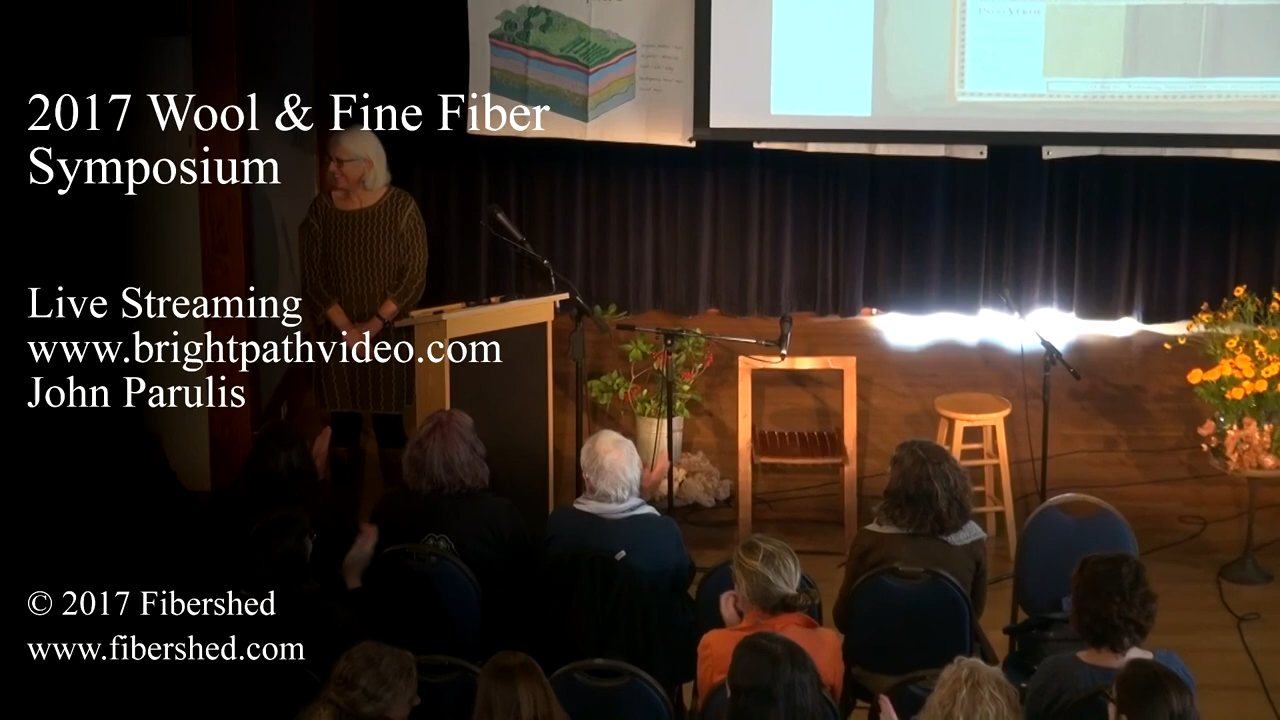 2017 Wool & Fine Fiber
Symposium
Live Streaming
www.brightpathvideo.com
John Parulis
© 2017 Fibershed
www.fibershed.com